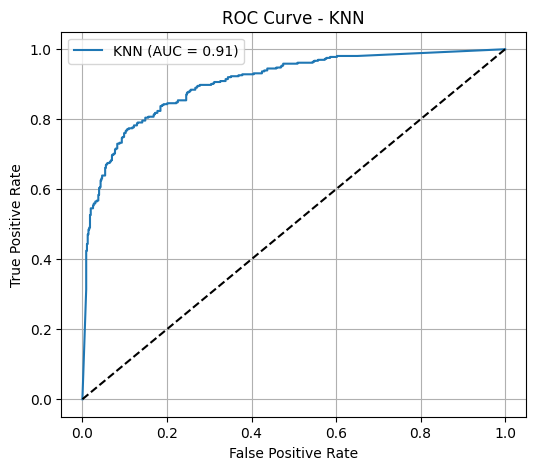 ROC Curve - KNN
KNN (AUC = 0.91)
True Positive Rate
1.0
0.8
0.6
0.4
0.2
0.0
0.0 0.2 0.4 0.6 0.8 1.0
False Positive Rate